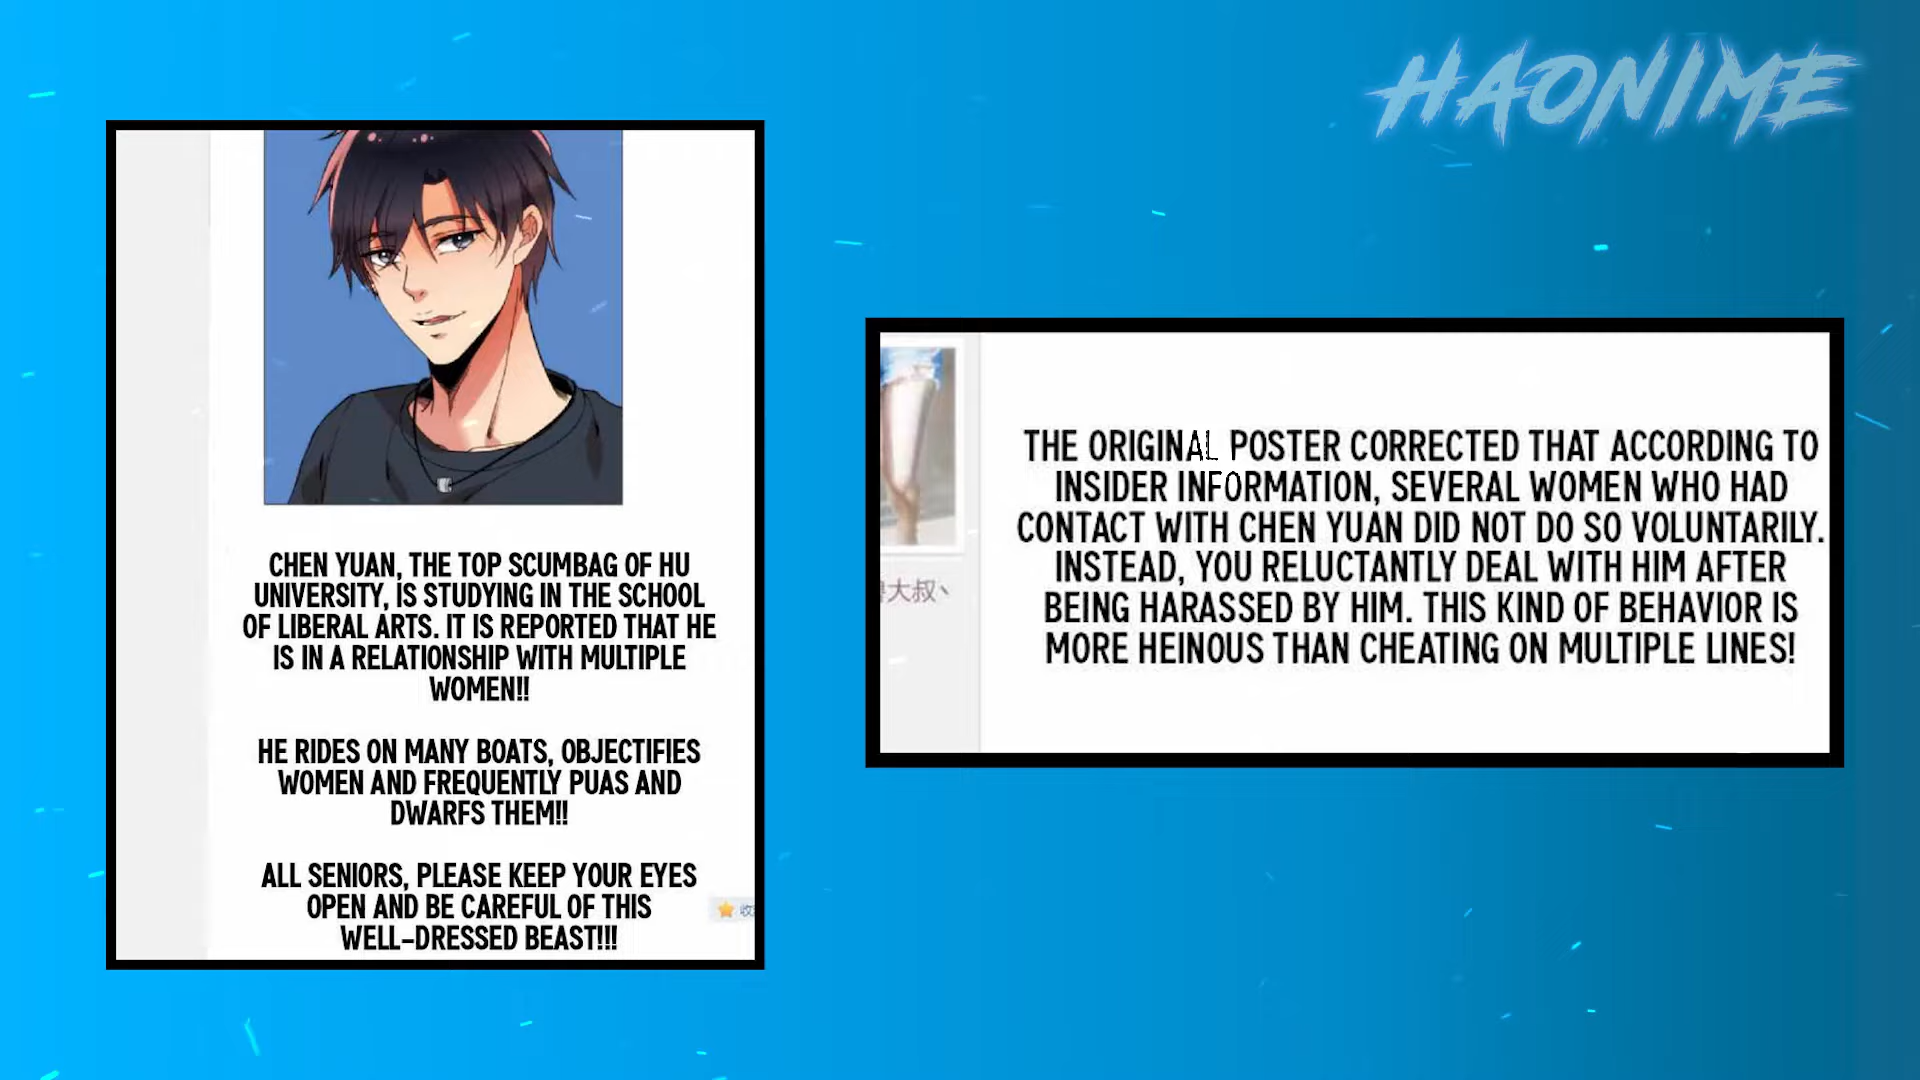 HAONIME
CHEN YUAN, THE TOP SCUMBAG OF HU
UNIVERSITY, IS STUDYING IN THE SCHOOL
OF LIBERAL ARTS. IT IS REPORTED THAT HE
IS IN A RELATIONSHIP WITH MULTIPLE
WOMEN!!
HE RIDES ON MANY BOATS, OBJECTIFIES
WOMEN AND FREQUENTLY PUAS AND
DWARFS THEM!!
ALL SENIORS, PLEASE KEEP YOUR EYES
OPEN AND BE CAREFUL OF THIS
WELL-DRESSED BEAST!!!
收
THE ORIGINAL POSTER CORRECTED THAT ACCORDING TO
INSIDER INFORMATION, SEVERAL WOMEN WHO HAD
CONTACT WITH CHEN YUAN DID NOT DO SO VOLUNTARILY.
INSTEAD, YOU RELUCTANTLY DEAL WITH HIM AFTER
BEING HARASSED BY HIM. THIS KIND OF BEHAVIOR IS
MORE HEINOUS THAN CHEATING ON MULTIPLE LINES!
大叔丶